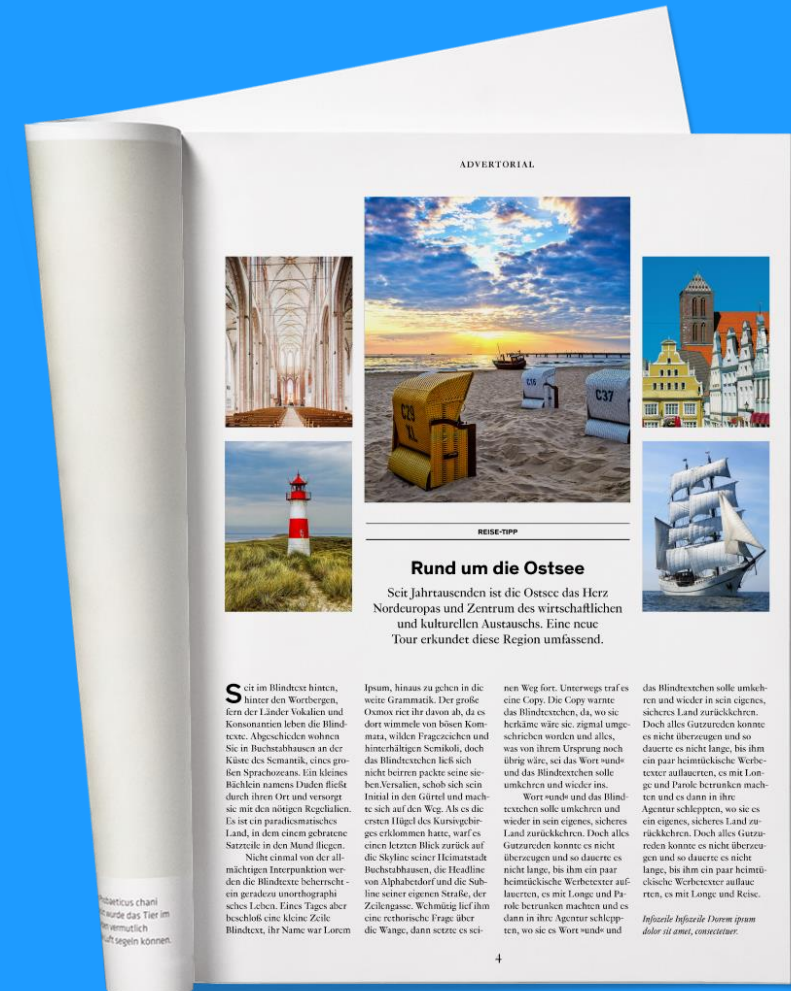 ADVERTORIAL
C29
XL
C16
C37
REISE-TIPP
Rund um die Ostsee
Seit Jahrtausenden ist die Ostsee das Herz
Nordeuropas und Zentrum des wirtschaftlichen
und kulturellen Austauschs. Eine neue
Tour erkundet diese Region umfassend.
Seit im Blindtext hinten,
hinter den Wortbergen,
fern der Länder Vokalien und
Konsonantien leben die Blind-
texte. Abgeschieden wohnen
Sie in Buchstabhausen an der
Küste des Semantik, eines gro-
ßen Sprachozeans. Ein kleines
Bächlein namens Duden fließt
durch ihren Ort und versorgt
sie mit den nötigen Regelialien.
Es ist ein paradiesmatisches
Land, in dem einem gebratene
Satzteile in den Mund fliegen.
Nicht einmal von der all-
mächtigen Interpunktion wer-
den die Blindtexte beherrscht -
ein geradezu unorthographi
sches Leben. Eines Tages aber
beschloß eine kleine Zeile
Blindtext, ihr Name war Lorem
Ipsum, hinaus zu gehen in die
weite Grammatik. Der große
Oxmox riet ihr davon ab, da es
dort wimmele von bösen Kom-
mata, wilden Fragezeichen und
hinterhältigen Semikoli, doch
das Blindtextchen ließ sich
nicht beirren packte seine sie-
ben.Versalien, schob sich sein
Initial in den Gürtel und mach-
te sich auf den Weg. Als es die
ersten Hügel des Kursivgebir-
ges erklommen hatte, warf es
einen letzten Blick zurück auf
die Skyline seiner Heimatstadt
Buchstabhausen, die Headline
von Alphabetdorf und die Sub-
line seiner eigenen Straße, der
Zeilengasse. Wehmütig lief ihm
eine rethorische Frage über
die Wange, dann setzte es sei-
nen Weg fort. Unterwegs traf es
eine Copy. Die Copy warnte
das Blindtextchen, da, wo sie
herkäme wäre sie. zigmal umge-
schrieben worden und alles,
was von ihrem Ursprung noch
übrig wäre, sei das Wort »und«
und das Blindtextchen solle
umkehren und wieder ins.
Wort »und« und das Blind-
textchen solle umkehren und
wieder in sein eigenes, sicheres
Land zurückkehren. Doch alles
Gutzureden konnte es nicht
überzeugen und so dauerte es
nicht lange, bis ihm ein paar
heimtückische Werbetexter auf-
lauerten, es mit Longe und Pa-
role betrunken machten und es
dann in ihre Agentur schlepp-
ten, wo sie es Wort »und« und
das Blindtextchen solle umkeh-
ren und wieder in sein eigenes,
sicheres Land zurückkehren.
Doch alles Gutzureden konnte
es nicht überzeugen und so
dauerte es nicht lange, bis ihm
ein paar heimtückische Werbe-
texter auflauerten, es mit Lon-
ge und Parole betrunken mach-
ten und es dann in ihre
Agentur schleppten, wo sie es
ein eigenes, sicheres Land zu-
rückkehren. Doch alles Gutzu-
reden konnte es nicht überzeu-
gen und so dauerte es nicht
lange, bis ihm ein paar heimtü-
ckische Werbetexter auflaue
rten, es mit Longe und Reise.
Infozeile Infozeile Dorem ipsum
dolor sit amet, consectetuer.
4
chani
wurde das Tier im
vermutlich
Luft segeln können.